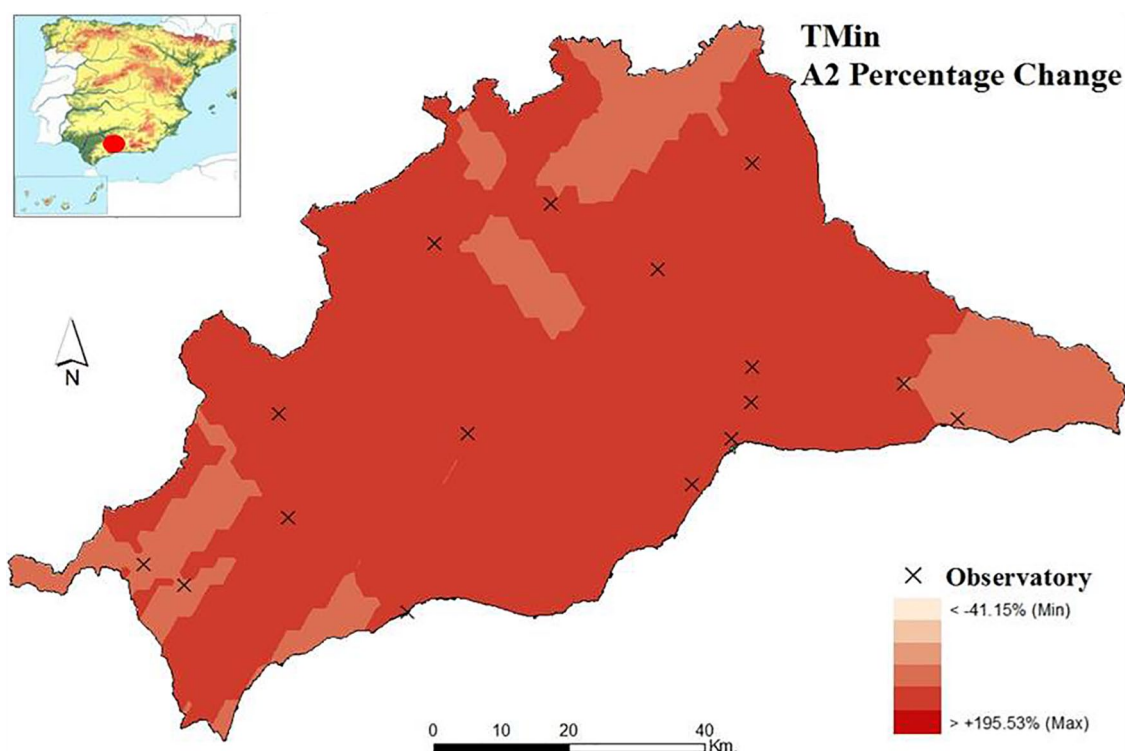 TMin
A2 Percentage Change
N
Observatory
< -41.15% (Min)
> +195.53% (Max)
0 10 20 40
Km.